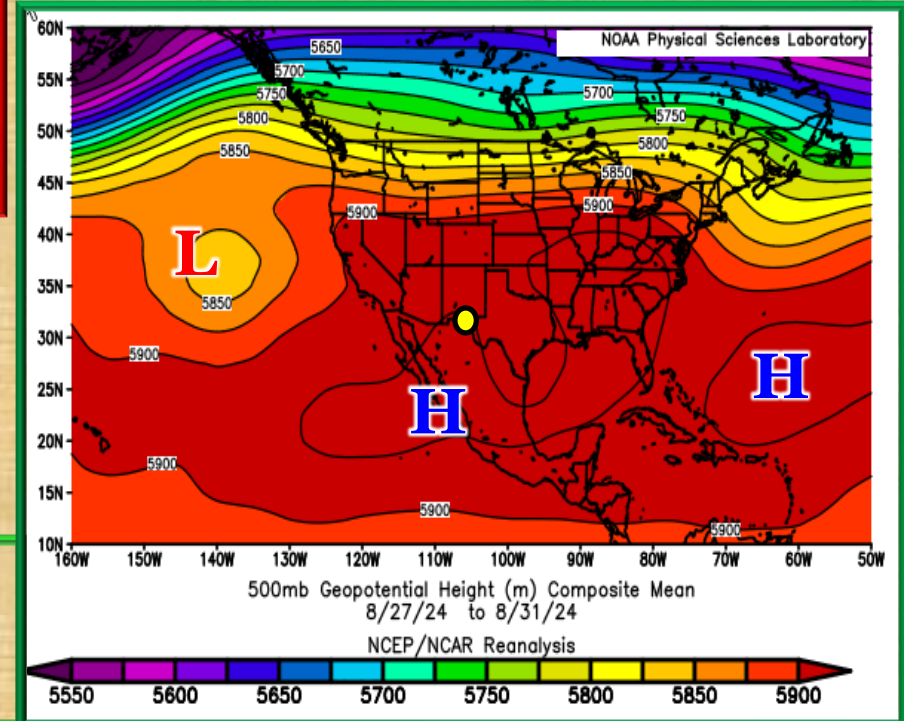 60N
55N
50N
45N
40N
35N
30N
25N
20N
15N
10N
NOAA Physical Sciences Laboratory
5650
5700
5700
5750
5750
5800
5800
5850
5850
5900
5900
L
5850
5900
H
H
5900
5900
5900
160W 150W 140W 130W 120W 110W 100W 90W 80W 70W 60W 50W
500mb Geopotential Height (m) Composite Mean
8/27/24 to 8/31/24
NCEP/NCAR Reanalysis
5550 5600 5650 5700 5750 5800 5850 5900